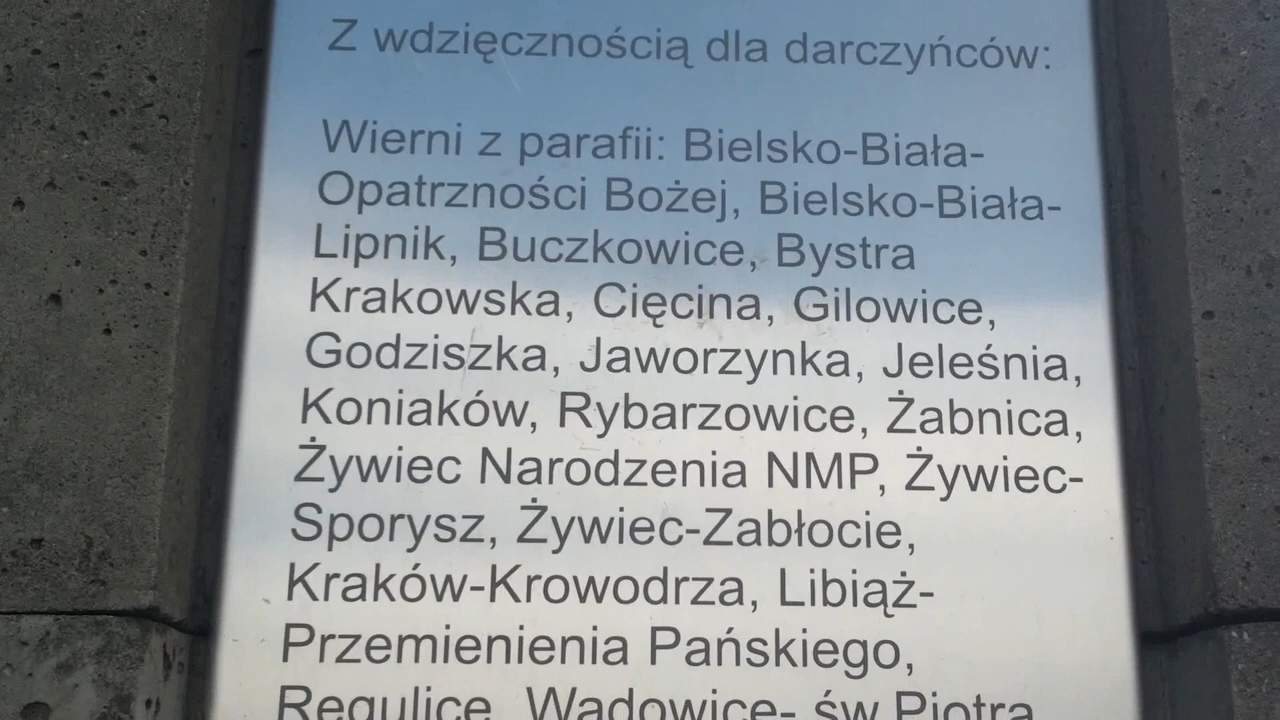 Z wdzięcznością dla darczyńców:
Wierni z parafii: Bielsko-Biała-
Opatrzności Bożej, Bielsko-Biała-
Lipnik, Buczkowice, Bystra
Krakowska, Cięcina, Gilowice,
Godziszka, Jaworzynka, Jeleśnia,
Koniaków, Rybarzowice, Żabnica,
Żywiec Narodzenia NMP, Żywiec-
Sporysz, Żywiec-Zabłocie,
Kraków-Krowodrza, Libiąż-
Przemienienia Pańskiego,
Regulice, Wadowice- św Piotra